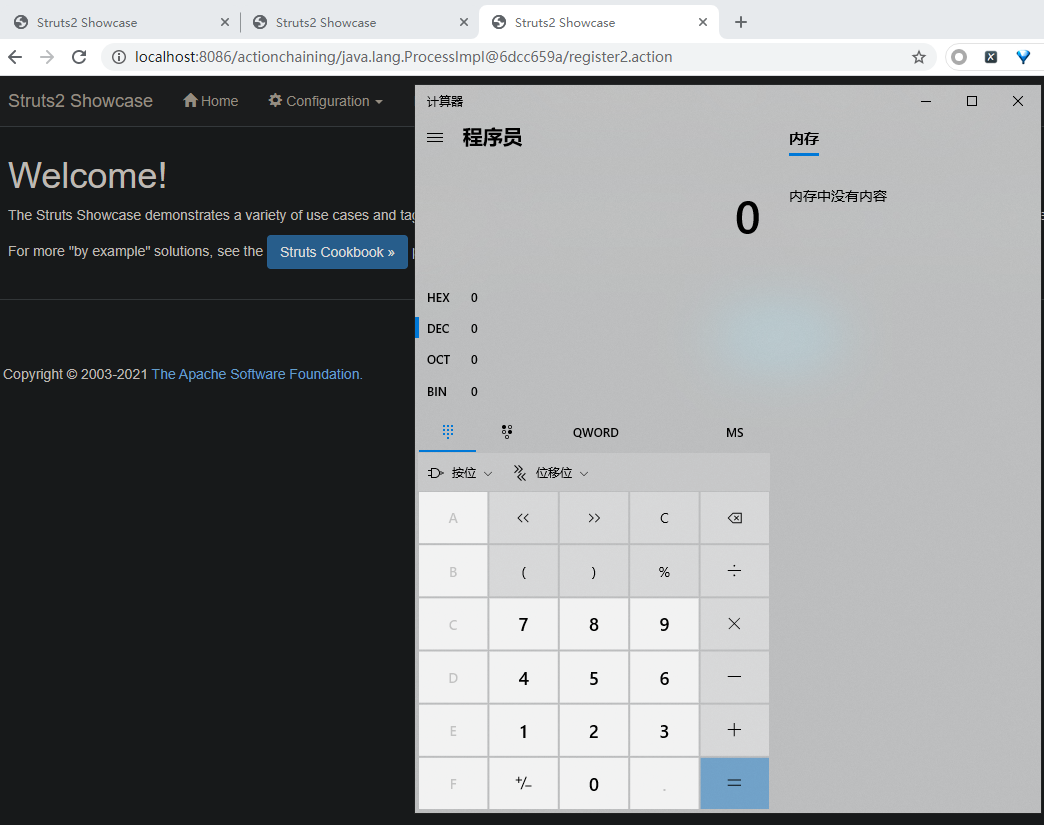 Struts2 Showcase
Struts2 Showcase
Struts2 Showcase
localhost:8086/actionchaining/java.lang.ProcessImpl@6dcc659a/register2.action
X
Struts2 Showcase
Home
Configuration
Welcome!
The Struts Showcase demonstrates a variety of use cases and
For more "by example" solutions, see the Struts Cookbook »
Copyright © 2003-2021 The Apache Software Foundation.
计算器
程序员
内存
内存中没有内容
0
HEX 0
DEC 0
OCT 0
BIN 0
QWORD MS
按位 位移位
A << >> C
B ( ) % ÷
C 7 8 9 ×
D 4 5 6 −
E 1 2 3 +
F +/− 0 . =